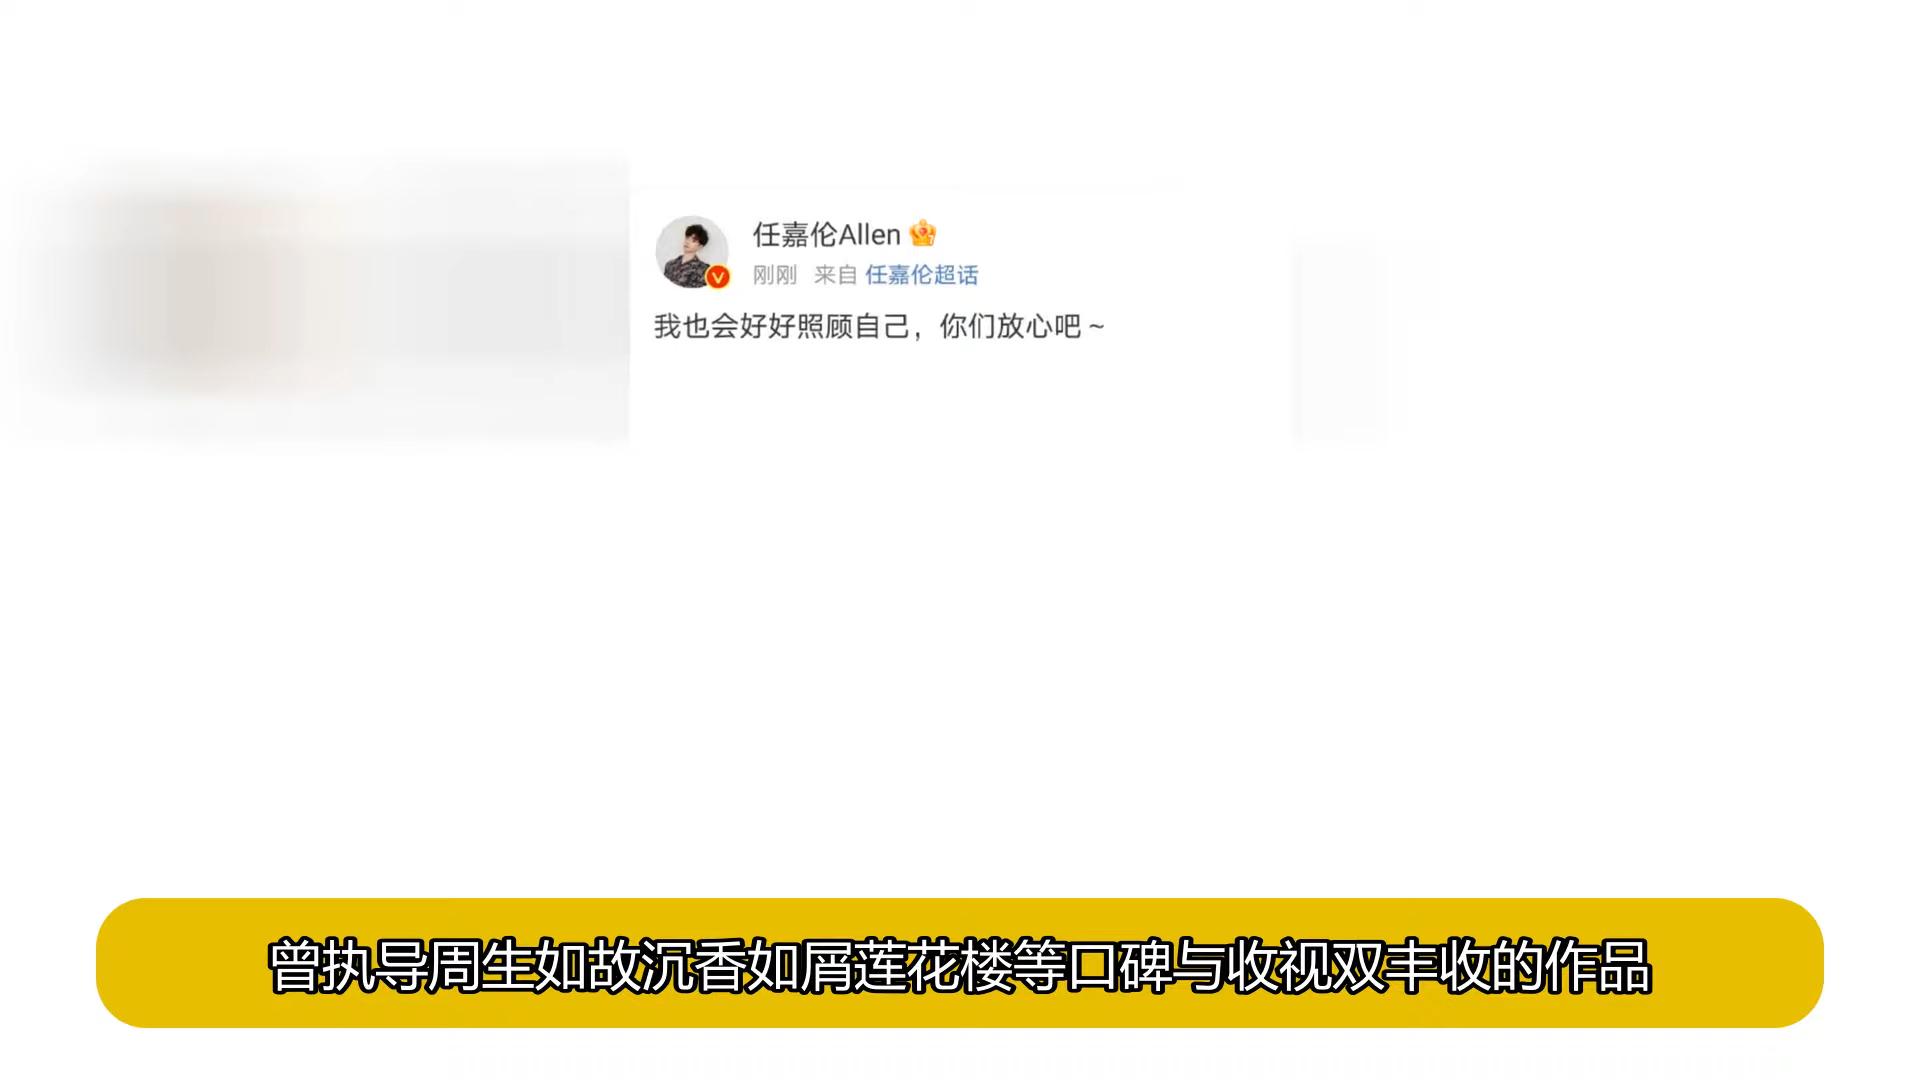 任嘉伦Allen
刚刚 来自 任嘉伦超话
我也会好好照顾自己，你们放心吧~
曾执导周生如故沉香如屑莲花楼等口碑与收视双丰收的作品